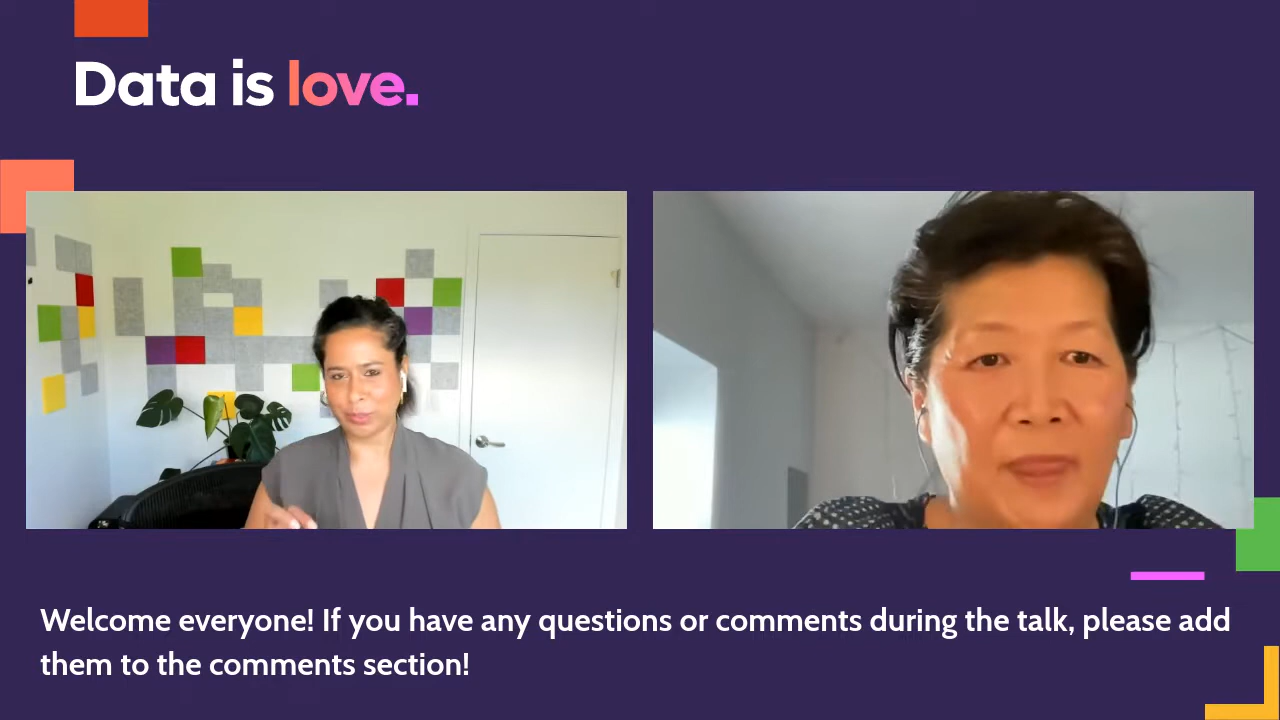 Data is love.
Welcome everyone! If you have any questions or comments during the talk, please add
them to the comments section!